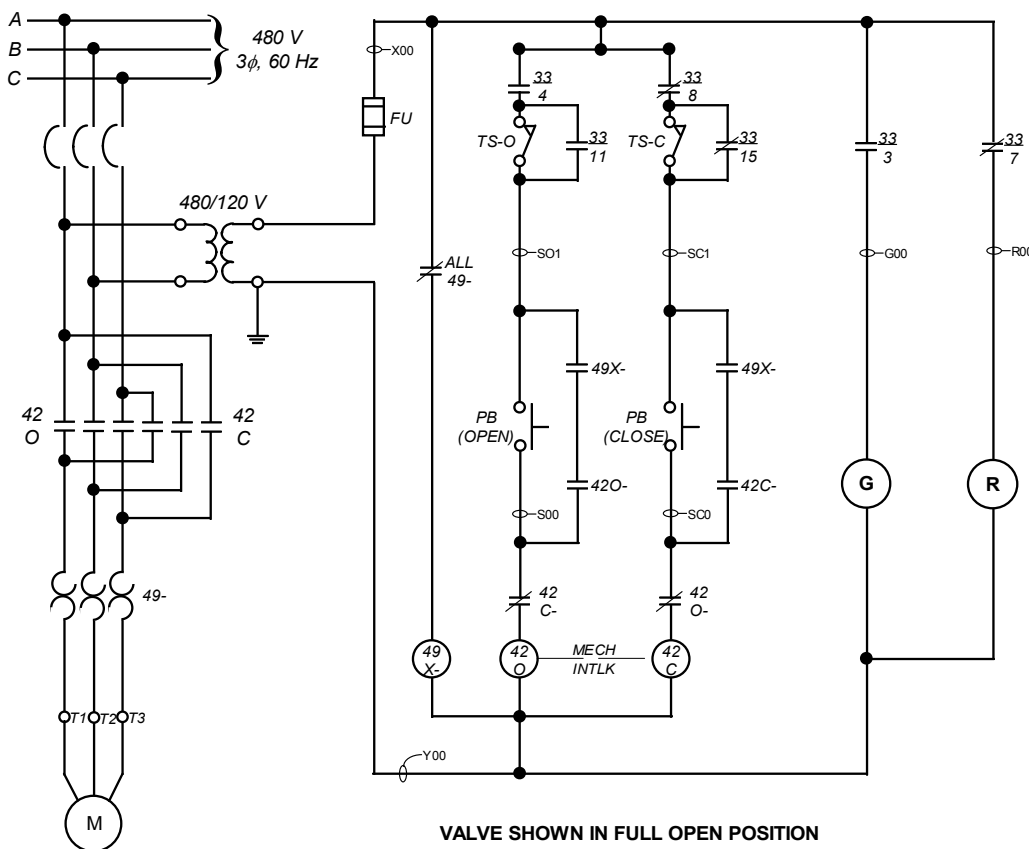 A
B
C
480 V
3ϕ, 60 Hz
X00
FU
480/120 V
ALL
49-
33
4
TS-O
33
11
SO1
33
8
TS-C
33
15
SC1
33
3
G00
33
7
R00
42
O
42
C
49X-
PB
(OPEN)
42O-
S00
42
C-
49X-
PB
(CLOSE)
42C-
SC0
42
O-
G
R
49-
49
X-
42
O
MECH
INTLK
42
C
T1
T2
T3
Y00
M
VALVE SHOWN IN FULL OPEN POSITION